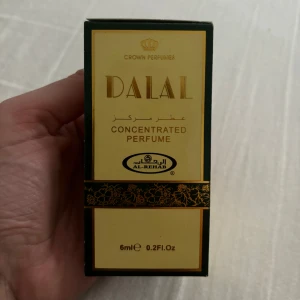 CROWN PERFUMES
DALAL
عطر مركز
CONCENTRATED
PERFUME
الرحاب
AL-REHAB ®
6ml e 0.2Fl.Oz